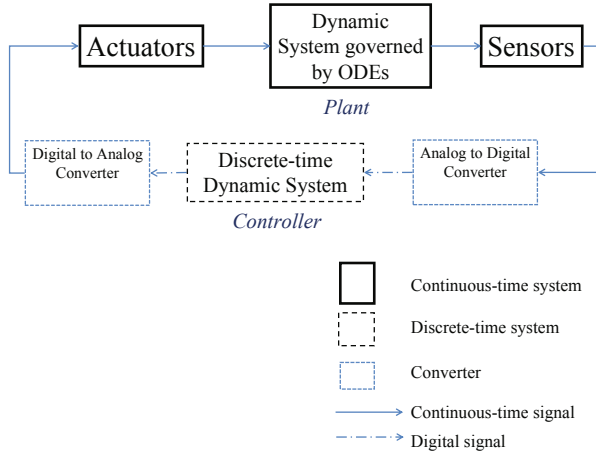 Actuators
Dynamic
System governed
by ODEs
Sensors
Plant
Digital to Analog
Converter
Discrete-time
Dynamic System
Analog to Digital
Converter
Controller
Continuous-time system
Discrete-time system
Converter
Continuous-time signal
Digital signal